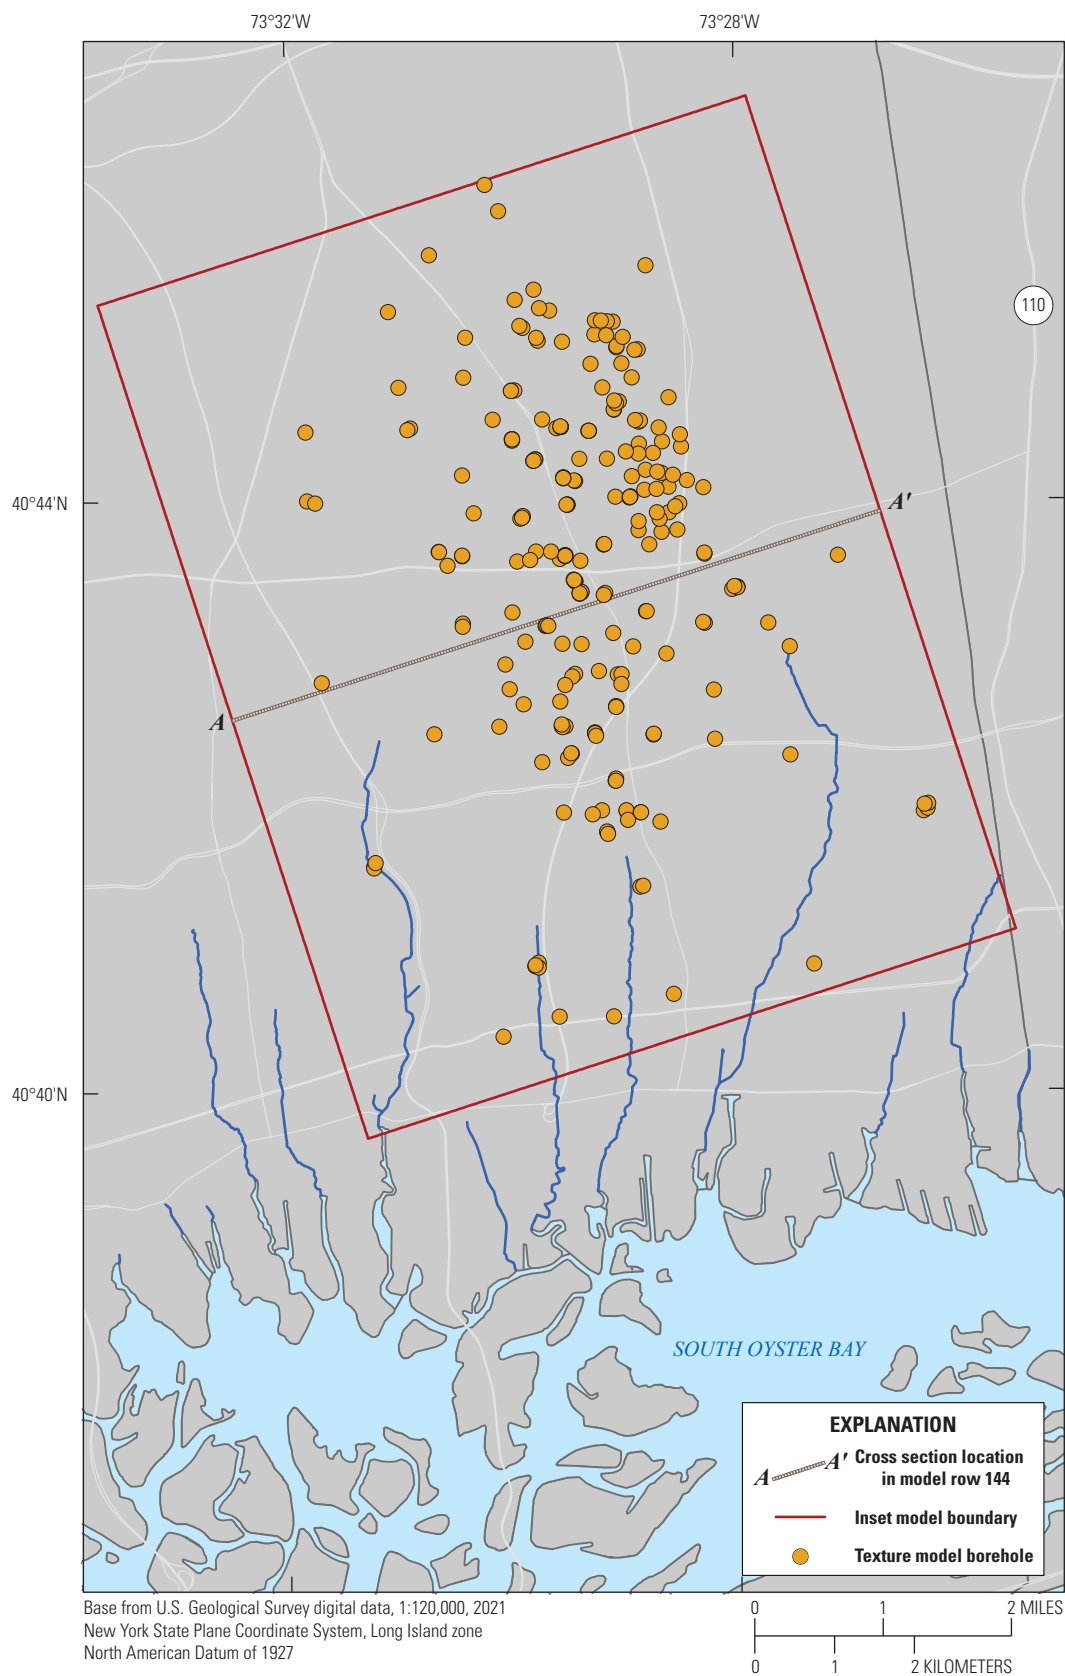 73°32'W 73°28'W
110
40°44'N
A'
A
40°40'N
SOUTH OYSTER BAY
EXPLANATION
A A' Cross section location
in model row 144
Inset model boundary
Texture model borehole
Base from U.S. Geological Survey digital data, 1:120,000, 2021
New York State Plane Coordinate System, Long Island zone
North American Datum of 1927
0 1 2 MILES
0 1 2 KILOMETERS